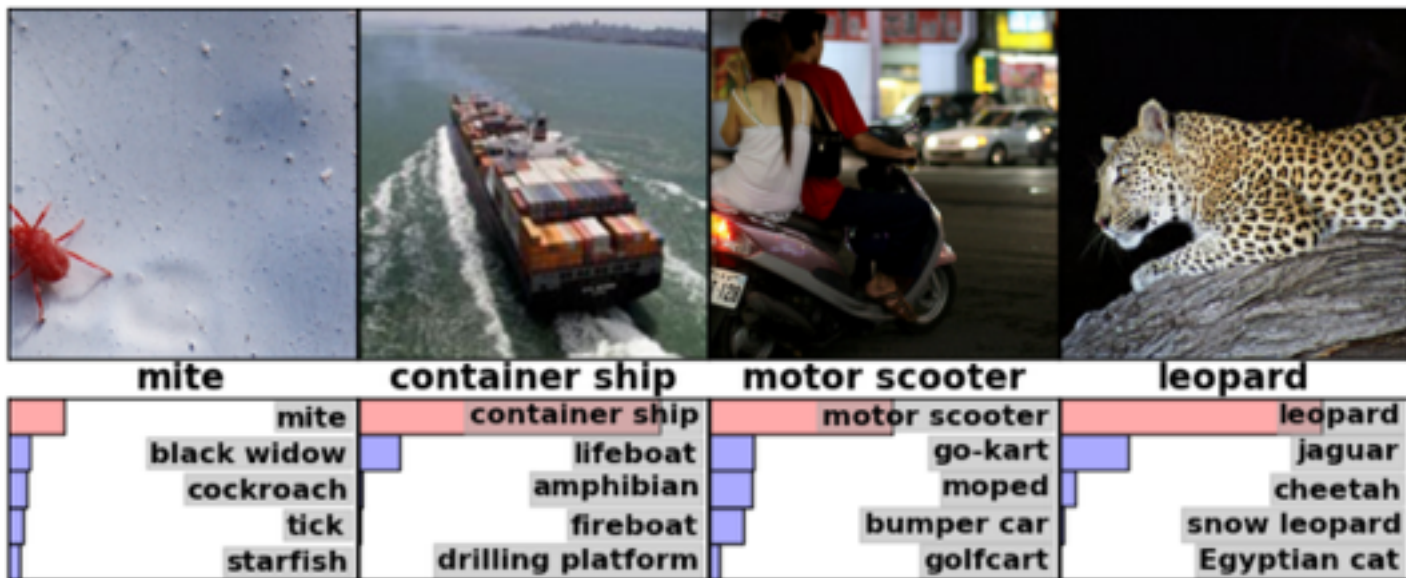 mite
container ship
motor scooter
leopard
mite
black widow
cockroach
tick
starfish
container ship
lifeboat
amphibian
fireboat
drilling platform
motor scooter
go-kart
moped
bumper car
golfcart
leopard
jaguar
cheetah
snow leopard
Egyptian cat